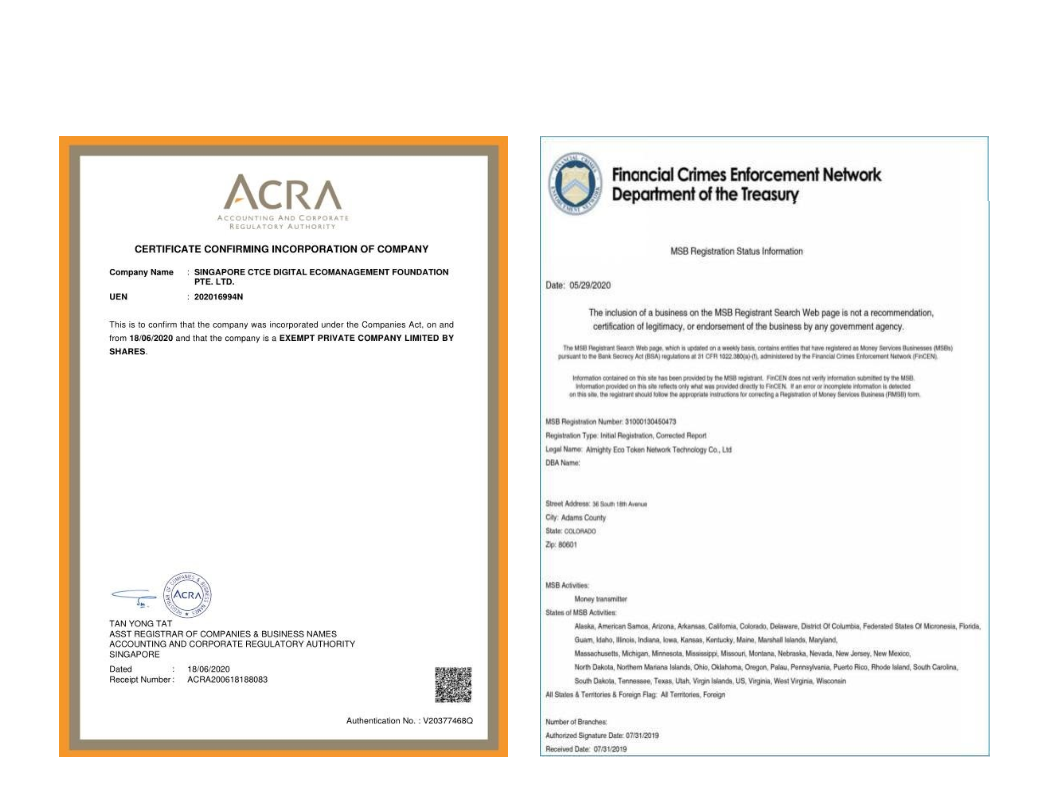 ACRA
ACCOUNTING AND CORPORATE
REGULATORY AUTHORITY
CERTIFICATE CONFIRMING INCORPORATION OF COMPANY
Company Name : SINGAPORE CTCE DIGITAL ECOMANAGEMENT FOUNDATION
PTE. LTD.
UEN : 202016994N
This is to confirm that the company was incorporated under the Companies Act, on and
from 18/06/2020 and that the company is a EXEMPT PRIVATE COMPANY LIMITED BY
SHARES.
ACRA
TAN YONG TAT
ASST REGISTRAR OF COMPANIES & BUSINESS NAMES
ACCOUNTING AND CORPORATE REGULATORY AUTHORITY
SINGAPORE
Dated : 18/06/2020
Receipt Number : ACRA200618188083
Authentication No. : V20377468Q
Financial Crimes Enforcement Network
Department of the Treasury
MSB Registration Status Information
Date: 05/29/2020
The inclusion of a business on the MSB Registrant Search Web page is not a recommendation,
certification of legitimacy, or endorsement of the business by any government agency.
The MSB Registrant Search Web page, which is updated on a weekly basis, contains entities that have registered as Money Services Businesses (MSBs)
pursuant to the Bank Secrecy Act (BSA) regulations at 31 CFR 1022.380(a)-(f), administered by the Financial Crimes Enforcement Network (FinCEN).
Information contained on this site has been provided by the MSB registrant. FinCEN does not verify information submitted by the MSB.
Information provided on this site reflects only what was provided directly to FinCEN. If an error or incomplete information is detected
on this site, the registrant should follow the appropriate instructions for correcting a Registration of Money Services Business (RMSB) form.
MSB Registration Number: 31000130450473
Registration Type: Initial Registration, Corrected Report
Legal Name: Almighty Eco Token Network Technology Co., Ltd
DBA Name:
Street Address: 36 South 18th Avenue
City: Adams County
State: COLORADO
Zip: 80601
MSB Activities:
Money transmitter
States of MSB Activities:
Alaska, American Samoa, Arizona, Arkansas, California, Colorado, Delaware, District Of Columbia, Federated States Of Micronesia, Florida,
Guam, Idaho, Illinois, Indiana, Iowa, Kansas, Kentucky, Maine, Marshall Islands, Maryland,
Massachusetts, Michigan, Minnesota, Mississippi, Missouri, Montana, Nebraska, Nevada, New Jersey, New Mexico,
North Dakota, Northern Mariana Islands, Ohio, Oklahoma, Oregon, Palau, Pennsylvania, Puerto Rico, Rhode Island, South Carolina,
South Dakota, Tennessee, Texas, Utah, Virgin Islands, US, Virginia, West Virginia, Wisconsin
All States & Territories & Foreign Flag: All Territories, Foreign
Number of Branches:
Authorized Signature Date: 07/31/2019
Received Date: 07/31/2019